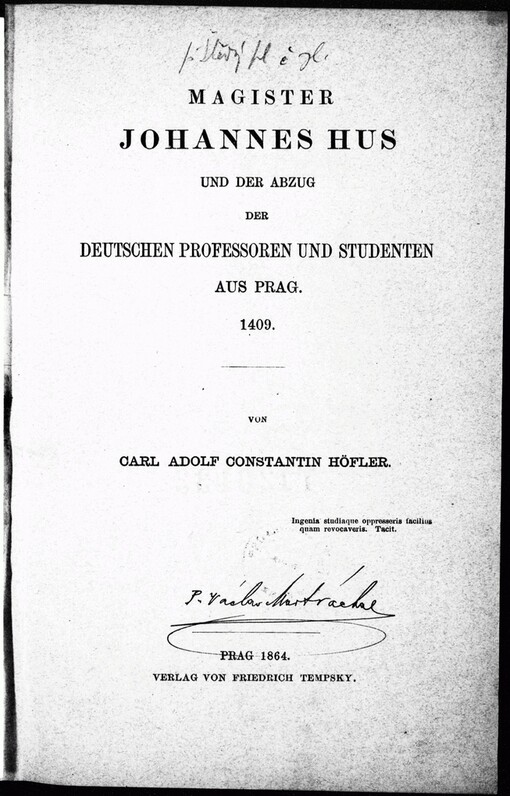 MAGISTER
JOHANNES HUS
UND DER ABZUG
DER
DEUTSCHEN PROFESSOREN UND STUDENTEN
AUS PRAG.
1409.
VON
CARL ADOLF CONSTANTIN HÖFLER.
Ingenia studiaque oppresseris facilius
quam revocaveris. Tacit.
P. Václav
PRAG 1864.
VERLAG VON FRIEDRICH TEMPSKY.